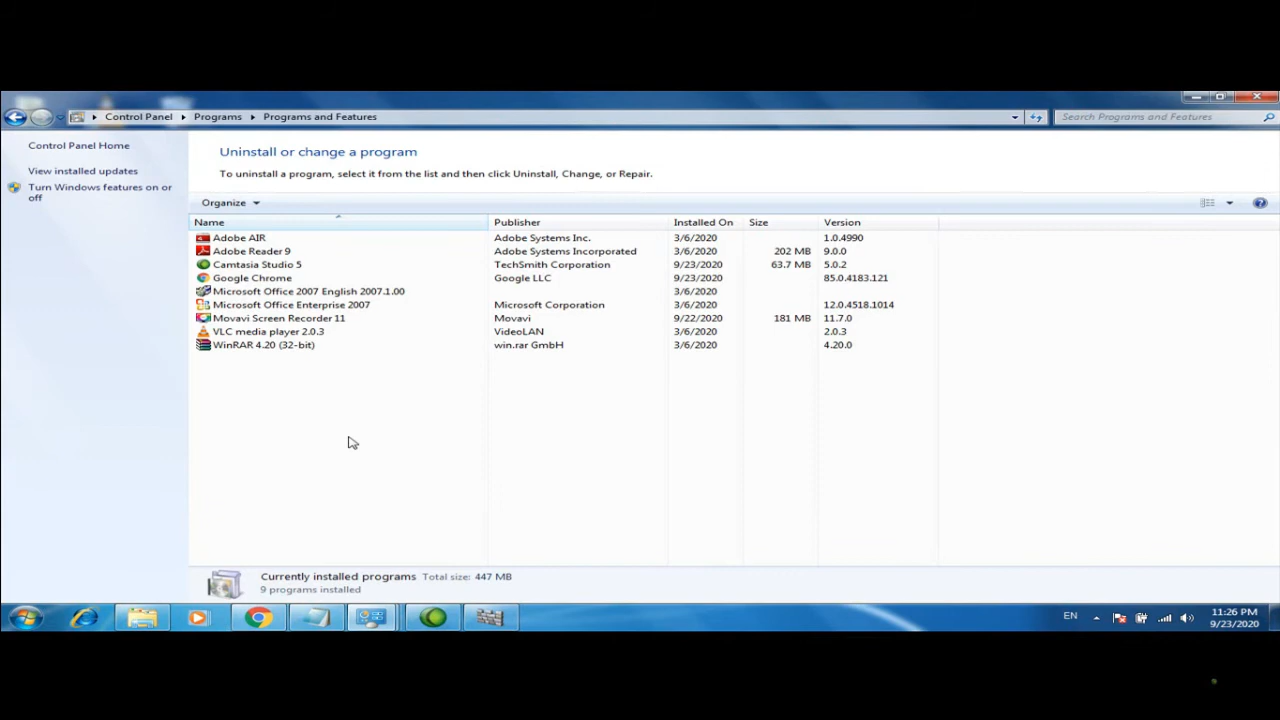 Control Panel Programs Programs and Features Search Programs and Features
Control Panel Home
View installed updates
Turn Windows features on or
off
Uninstall or change a program
To uninstall a program, select it from the list and then click Uninstall, Change, or Repair.
Organize
Name Publisher Installed On Size Version
Adobe AIR Adobe Systems Inc. 3/6/2020 1.0.4990
Adobe Reader 9 Adobe Systems Incorporated 3/6/2020 202 MB 9.0.0
Camtasia Studio 5 TechSmith Corporation 9/23/2020 63.7 MB 5.0.2
Google Chrome Google LLC 9/23/2020 85.0.4183.121
Microsoft Office 2007 English 2007.1.00 3/6/2020
Microsoft Office Enterprise 2007 Microsoft Corporation 3/6/2020 12.0.4518.1014
Movavi Screen Recorder 11 Movavi 9/22/2020 181 MB 11.7.0
VLC media player 2.0.3 VideoLAN 3/6/2020 2.0.3
WinRAR 4.20 (32-bit) win.rar GmbH 3/6/2020 4.20.0
Currently installed programs Total size: 447 MB
9 programs installed
EN
11:26 PM
9/23/2020